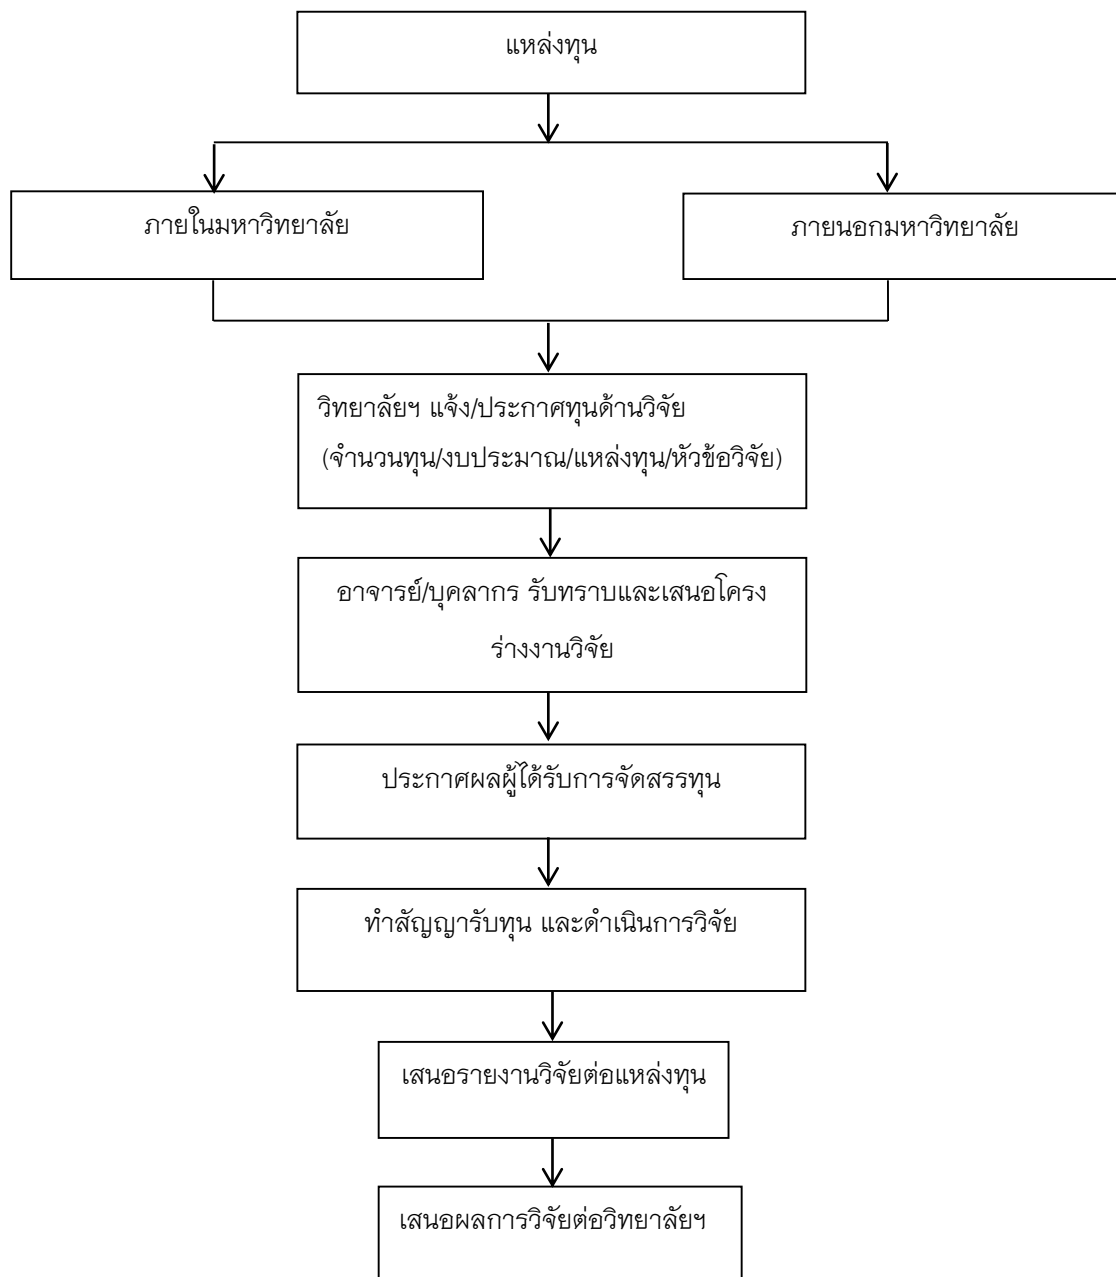 แหล่งทุน
ภายในมหาวิทยาลัย
ภายนอกมหาวิทยาลัย
วิทยาลัยฯ แจ้ง/ประกาศทุนด้านวิจัย
(จำนวนทุน/งบประมาณ/แหล่งทุน/หัวข้อวิจัย)
อาจารย์/บุคลากร รับทราบและเสนอโครง
ร่างงานวิจัย
ประกาศผลผู้ได้รับการจัดสรรทุน
ทำสัญญารับทุน และดำเนินการวิจัย
เสนอรายงานวิจัยต่อแหล่งทุน
เสนอผลการวิจัยต่อวิทยาลัยฯ